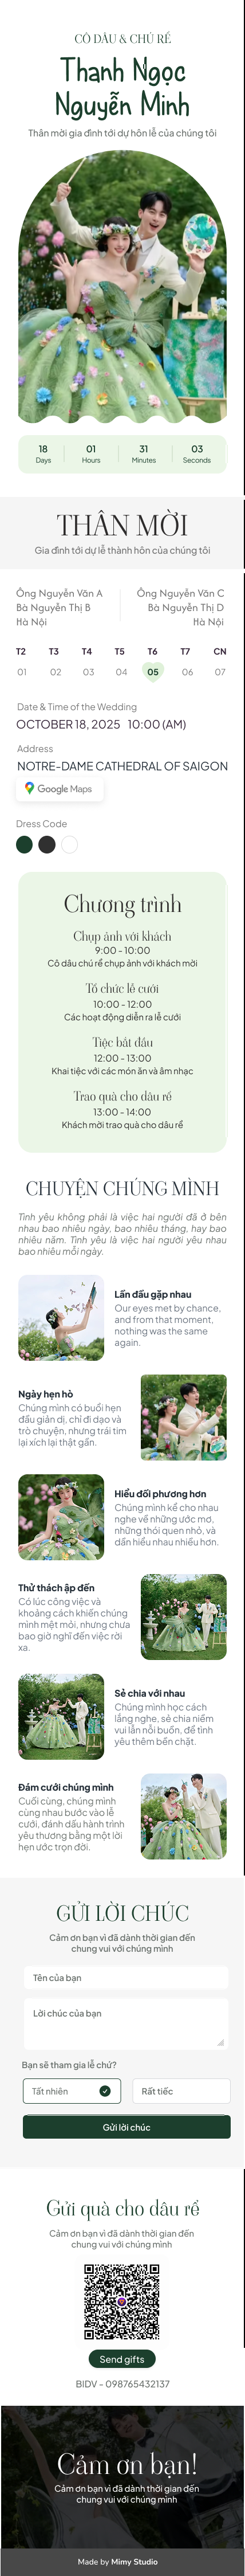 CÔ DÂU & CHÚ RỂ
Thanh Ngọc
Nguyễn Minh
Thân mời gia đình tới dự hôn lễ của chúng tôi
18 01 31 03
Days Hours Minutes Seconds
THÂN MỜI
Gia đình tới dự lễ thành hôn của chúng tôi
Ông Nguyễn Văn A
Bà Nguyễn Thị B
Hà Nội
Ông Nguyễn Văn C
Bà Nguyễn Thị D
Hà Nội
T2 T3 T4 T5 T6 T7 CN
01 02 03 04 05 06 07
Date & Time of the Wedding
OCTOBER 18, 2025 10:00 (AM)
Address
NOTRE-DAME CATHEDRAL OF SAIGON
Google Maps
Dress Code
Chương trình
Chụp ảnh với khách
9:00 - 10:00
Cô dâu chú rể chụp ảnh với khách mời
Tổ chức lễ cưới
10:00 - 12:00
Các hoạt động diễn ra lễ cưới
Tiệc bắt đầu
12:00 - 13:00
Khai tiệc với các món ăn và âm nhạc
Trao quà cho dâu rể
13:00 - 14:00
Khách mời trao quà cho dâu rể
CHUYỆN CHÚNG MÌNH
Tình yêu không phải là việc hai người đã ở bên
nhau bao nhiêu ngày, bao nhiêu tháng, hay bao
nhiêu năm. Tình yêu là việc hai người yêu nhau
bao nhiêu mỗi ngày.
Lần đầu gặp nhau
Our eyes met by chance,
and from that moment,
nothing was the same
again.
Ngày hẹn hò
Chúng mình có buổi hẹn
đầu giản dị, chỉ đi dạo và
trò chuyện, nhưng trái tim
lại xích lại thật gần.
Hiểu đối phương hơn
Chúng mình kể cho nhau
nghe về những ước mơ,
những thói quen nhỏ, và
dần hiểu nhau nhiều hơn.
Thử thách ập đến
Có lúc công việc và
khoảng cách khiến chúng
mình mệt mỏi, nhưng chưa
bao giờ nghĩ đến việc rời
xa.
Sẻ chia với nhau
Chúng mình học cách
lắng nghe, sẻ chia niềm
vui lẫn nỗi buồn, để tình
yêu thêm bền chặt.
Đám cưới chúng mình
Cuối cùng, chúng mình
cùng nhau bước vào lễ
cưới, đánh dấu hành trình
yêu thương bằng một lời
hẹn ước trọn đời.
GỬI LỜI CHÚC
Cảm ơn bạn vì đã dành thời gian đến
chung vui với chúng mình
Tên của bạn
Lời chúc của bạn
Bạn sẽ tham gia lễ chứ?
Tất nhiên
Rất tiếc
Gửi lời chúc
Gửi quà cho dâu rể
Cảm ơn bạn vì đã dành thời gian đến
chung vui với chúng mình
Send gifts
BIDV - 098765432137
Cảm ơn bạn!
Cảm ơn bạn vì đã dành thời gian đến
chung vui với chúng mình
Made by Mimy Studio